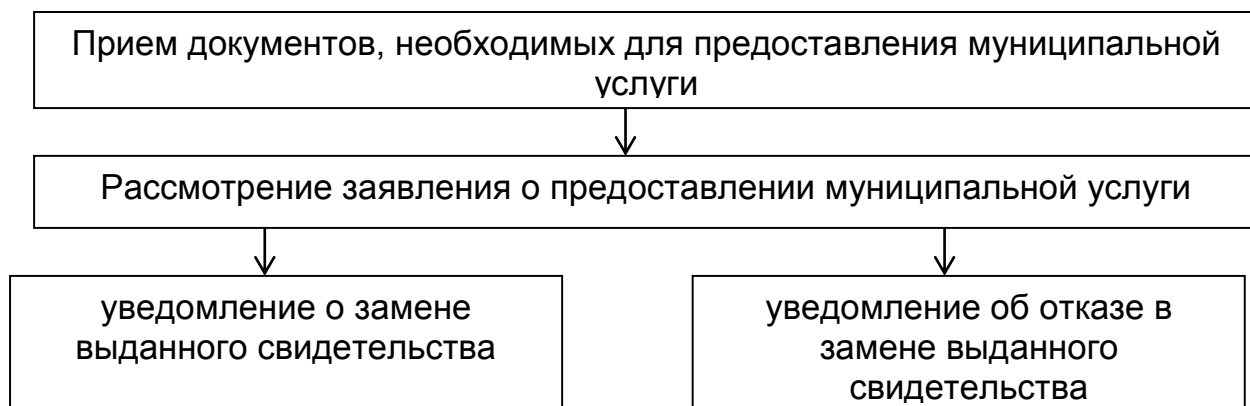 Прием документов, необходимых для предоставления муниципальной
услуги
Рассмотрение заявления о предоставлении муниципальной услуги
уведомление о замене
выданного свидетельства
уведомление об отказе в
замене выданного
свидетельства